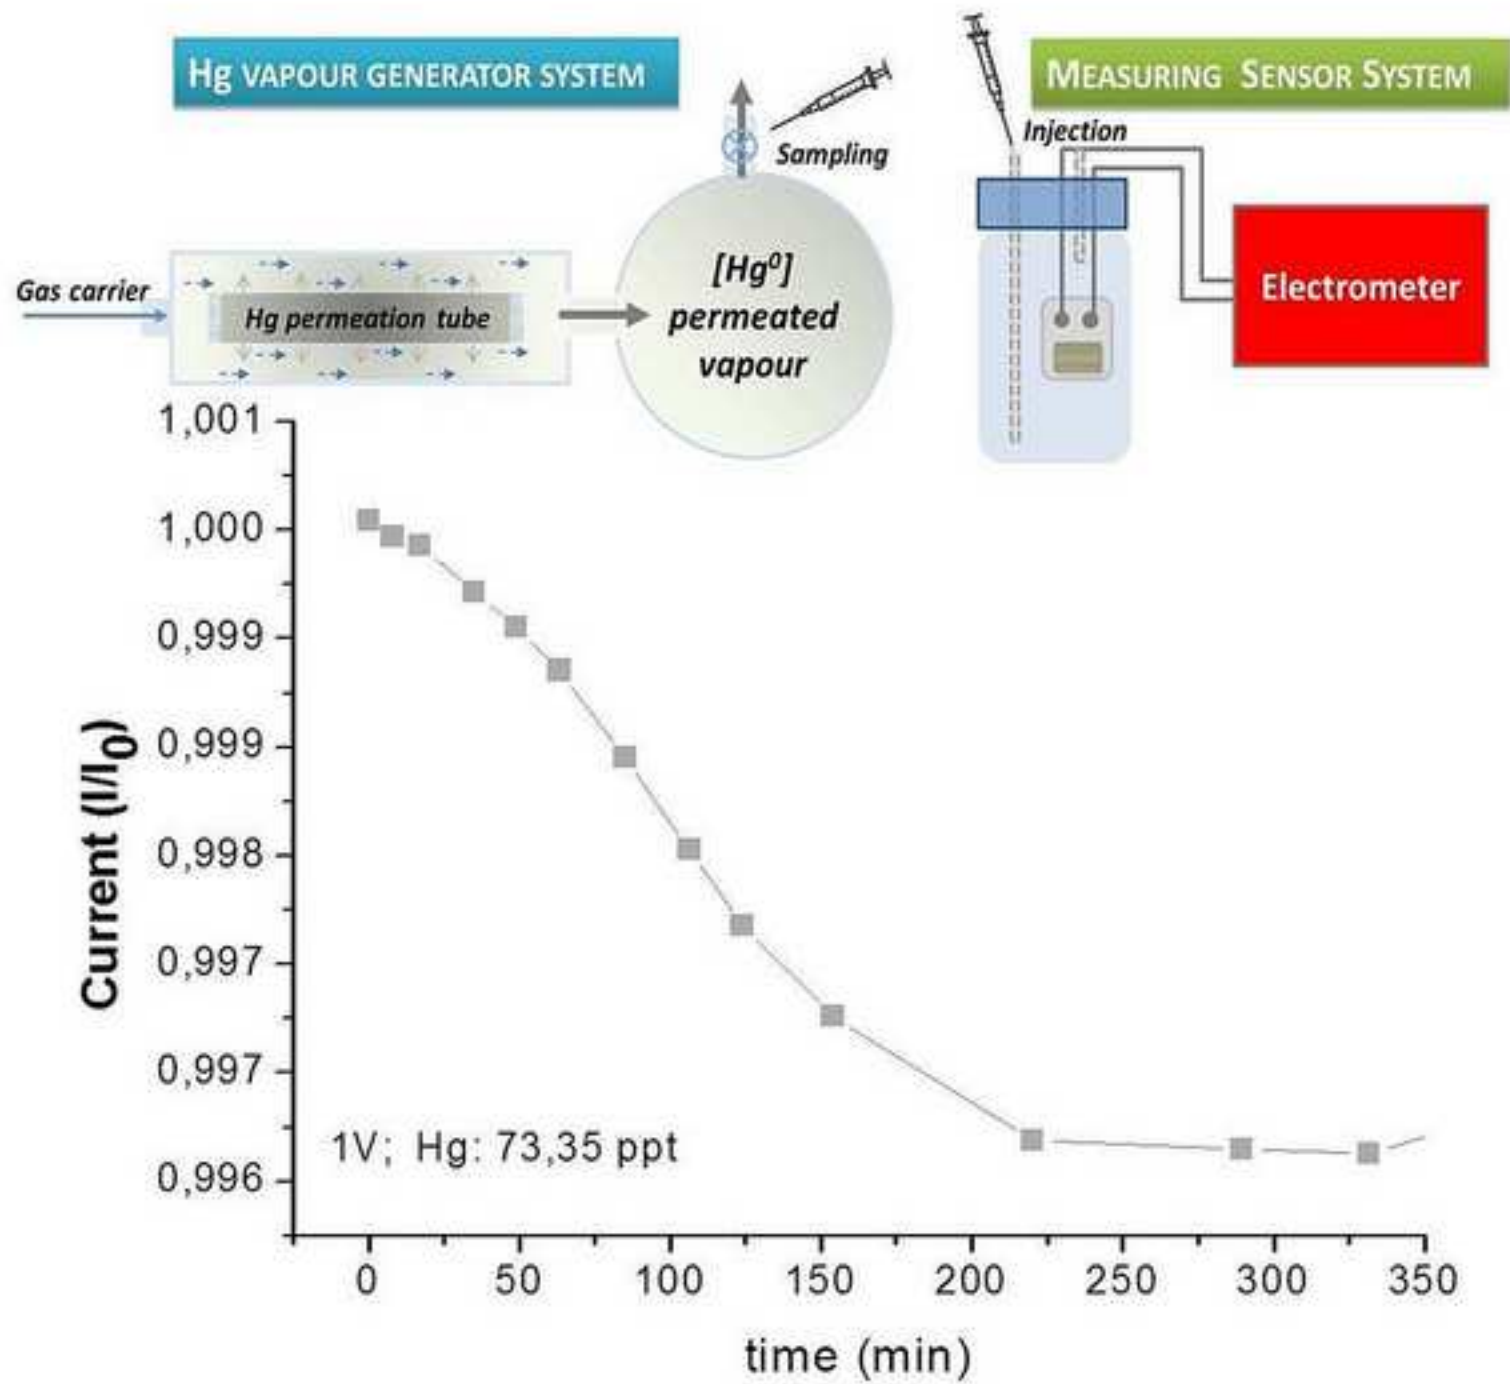 Hg VAPOUR GENERATOR SYSTEM
MEASURING SENSOR SYSTEM
Sampling
Injection
Gas carrier
Hg permeation tube
[Hg⁰]
permeated
vapour
Electrometer
1,001
1,000
0,999
0,999
0,998
0,997
0,997
0,996
Current (I/I₀)
1V; Hg: 73,35 ppt
0 50 100 150 200 250 300 350
time (min)